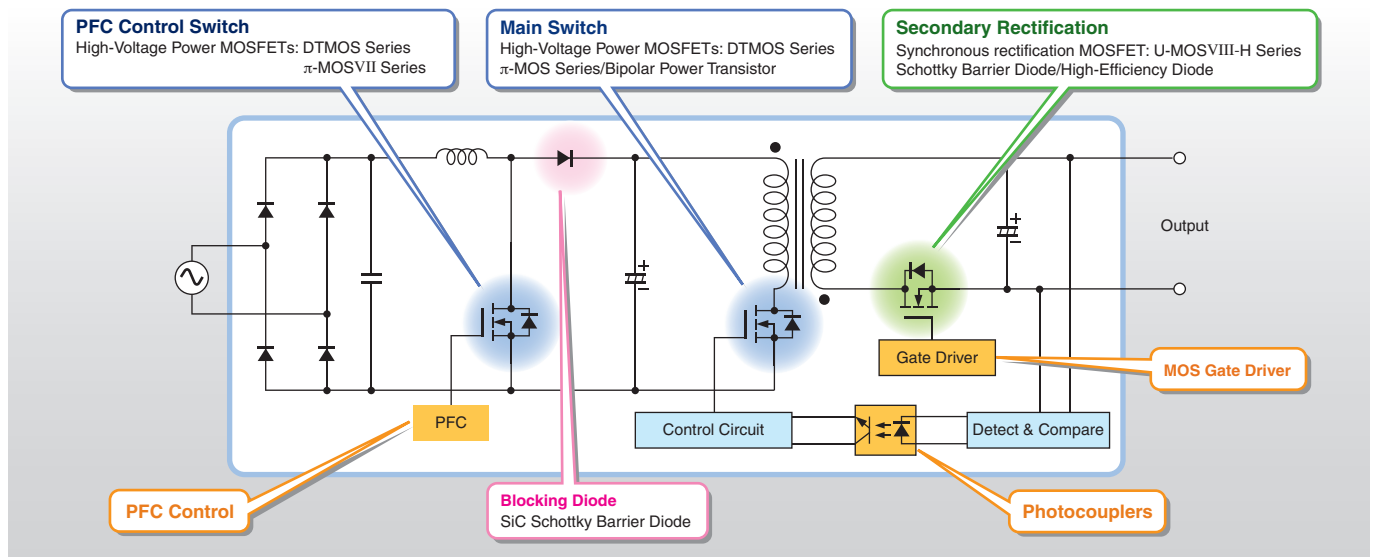 PFC Control Switch
High-Voltage Power MOSFETs: DTMOS Series
π-MOSVII Series
Main Switch
High-Voltage Power MOSFETs: DTMOS Series
π-MOS Series/Bipolar Power Transistor
Secondary Rectification
Synchronous rectification MOSFET: U-MOSVIII-H Series
Schottky Barrier Diode/High-Efficiency Diode
+
−
+
−
Output
Gate Driver
MOS Gate Driver
PFC
Control Circuit
Detect & Compare
PFC Control
Blocking Diode
SiC Schottky Barrier Diode
Photocouplers